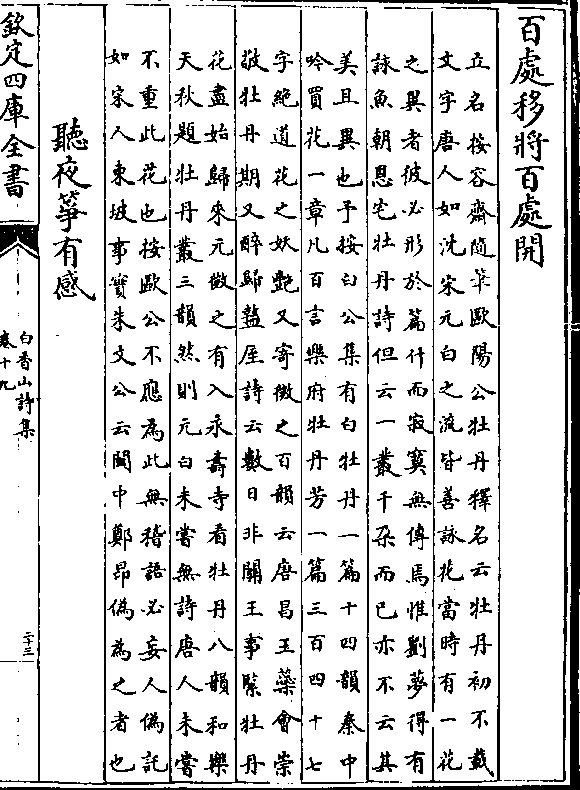 百處移將百處開
立名按容齋隨筆歐陽公牡丹釋名云牡丹初不載
文字唐人如沈宋元白之流皆善詠花當時有一花
之異者彼必形於篇什而寂寞無傳焉惟劉夢得有
詠魚朝恩宅牡丹詩但云一叢千朶而已亦不云其
美且異也予按白公集有白牡丹一篇十四韻秦中
吟買花一章凡百言樂府牡丹芳一篇三百四十七
字絶道花之妖艷又寄微之百韻云唐昌玉蘂會崇
敬牡丹期又醉歸盩厔詩云數日非關王事繫牡丹
花盡始歸來元微之有入永壽寺看牡丹八韻和樂
天秋題牡丹叢三韻然則元白未嘗無詩唐人未嘗
不重此花也按歐公不應為此無稽語必妄人偽託
如宋人東坡事實朱文公云閩中鄭昂偽為之者也
聽夜箏有感
欽定四庫全書
白香山詩集
卷十九
二十三